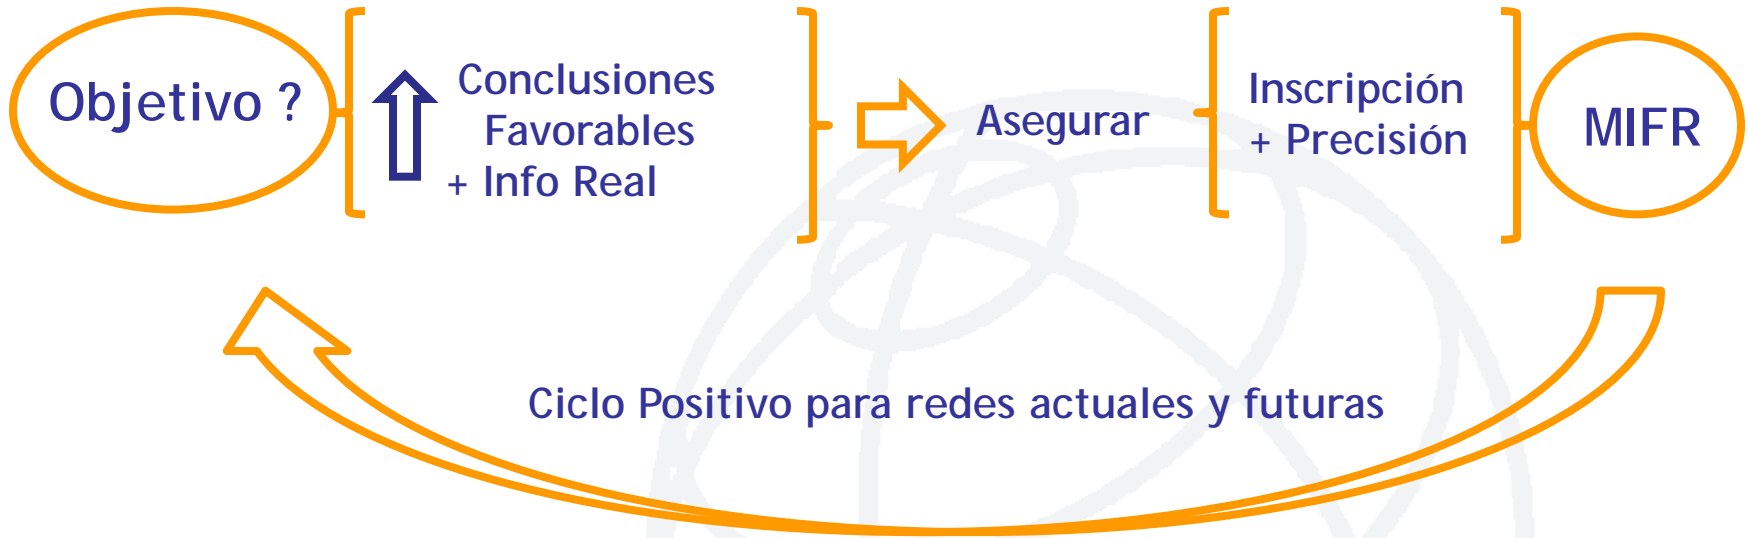 Objetivo ?
Conclusiones
Favorables
+ Info Real
Asegurar
Inscripción
+ Precisión
MIFR
Ciclo Positivo para redes actuales y futuras